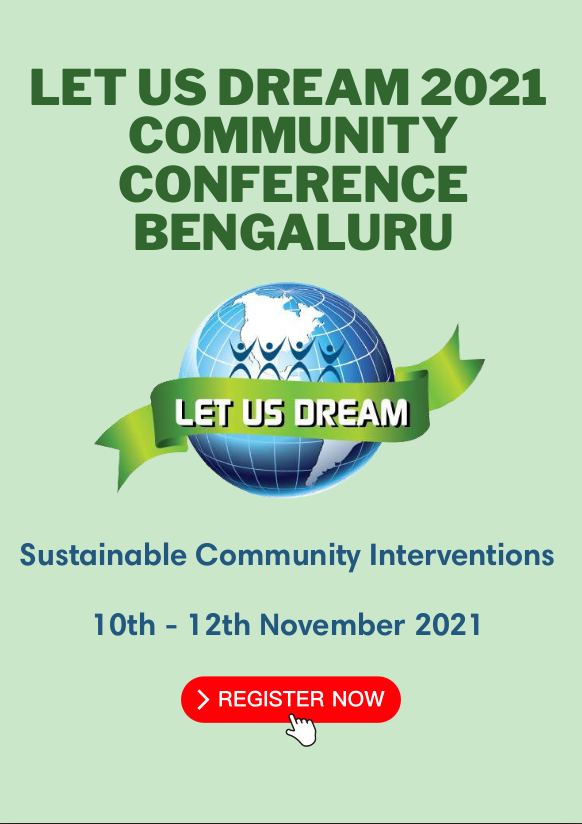 LET US DREAM 2021
COMMUNITY
CONFERENCE
BENGALURU
LET US DREAM
Sustainable Community Interventions
10th - 12th November 2021
REGISTER NOW